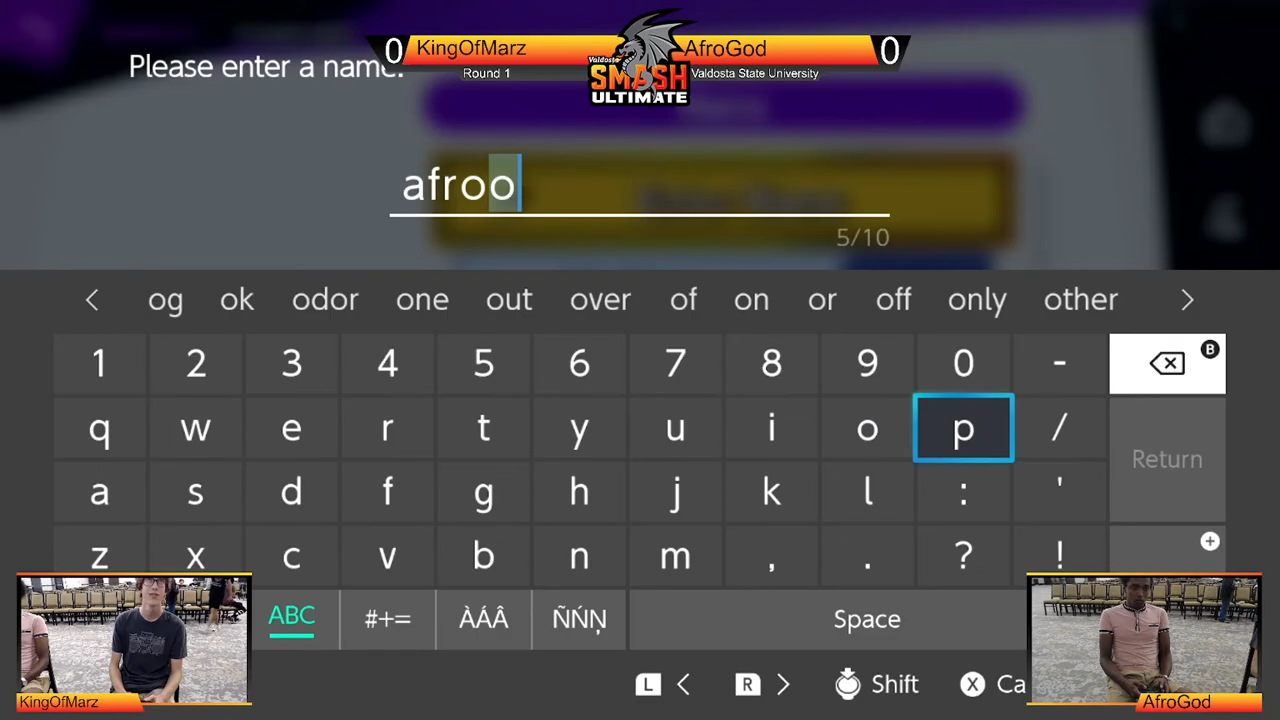 0 KingOfMarz AfroGod 0
Round 1 Valdosta State University
Valdosta
SMASH
ULTIMATE
Please enter a name.
afroo
5/10
< og ok odor one out over of on or off only other >
1 2 3 4 5 6 7 8 9 0 - B
q w e r t y u i o p /
Return
a s d f g h j k l : '
z x c v b n m , . ? ! +
ABC #+= ÀÁÂ ÑŃŅ Space
L < R > Shift X Ca
KingOfMarz AfroGod